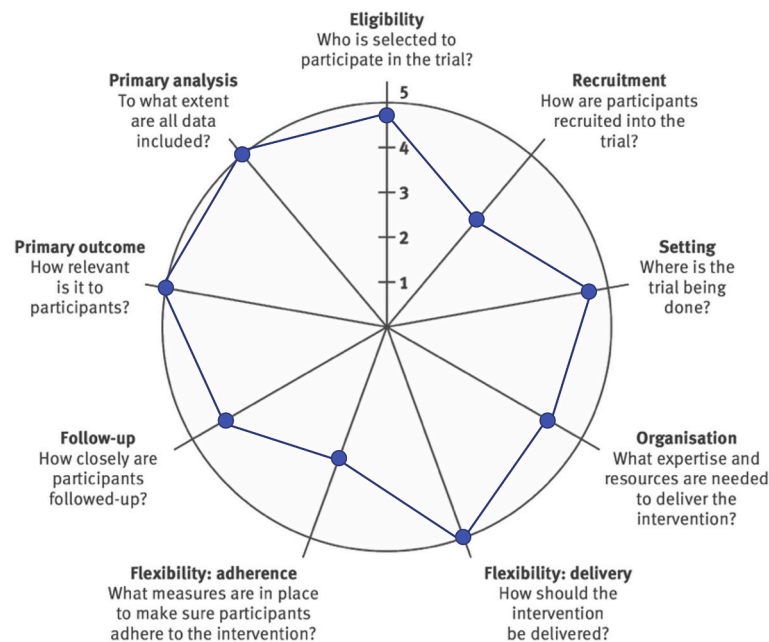 Eligibility
Who is selected to
participate in the trial?
Recruitment
How are participants
recruited into the
trial?
Setting
Where is the
trial being
done?
Organisation
What expertise and
resources are needed
to deliver the
intervention?
Flexibility: delivery
How should the
intervention
be delivered?
Flexibility: adherence
What measures are in place
to make sure participants
adhere to the intervention?
Follow-up
How closely are
participants
followed-up?
Primary outcome
How relevant
is it to
participants?
Primary analysis
To what extent
are all data
included?
5
4
3
2
1